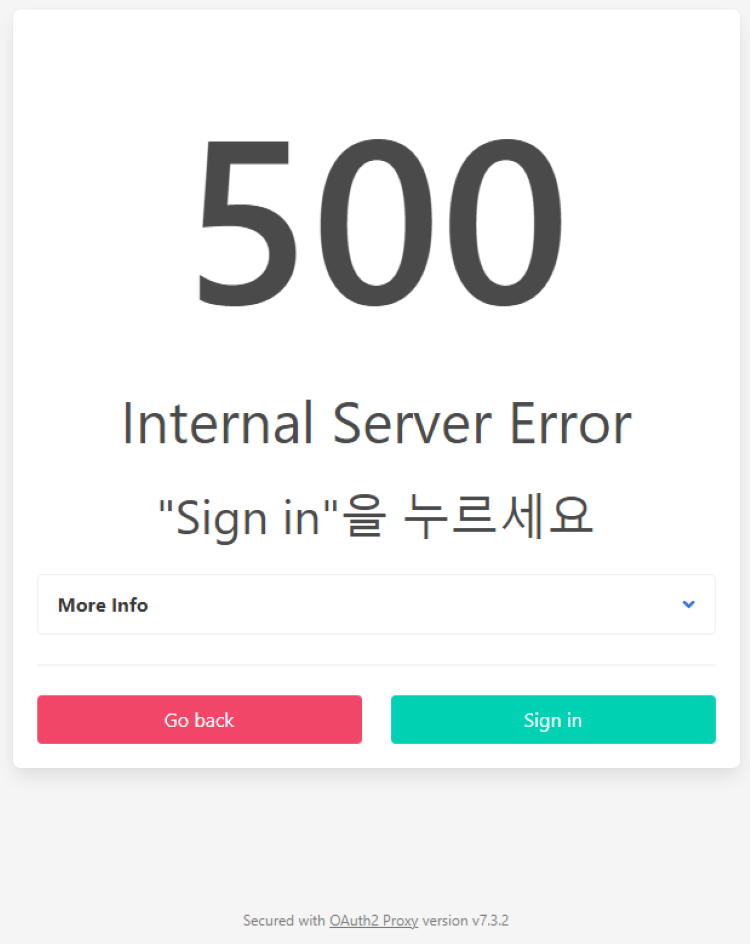 500
Internal Server Error
"Sign in"을 누르세요
More Info
Go back
Sign in
Secured with OAuth2 Proxy version v7.3.2